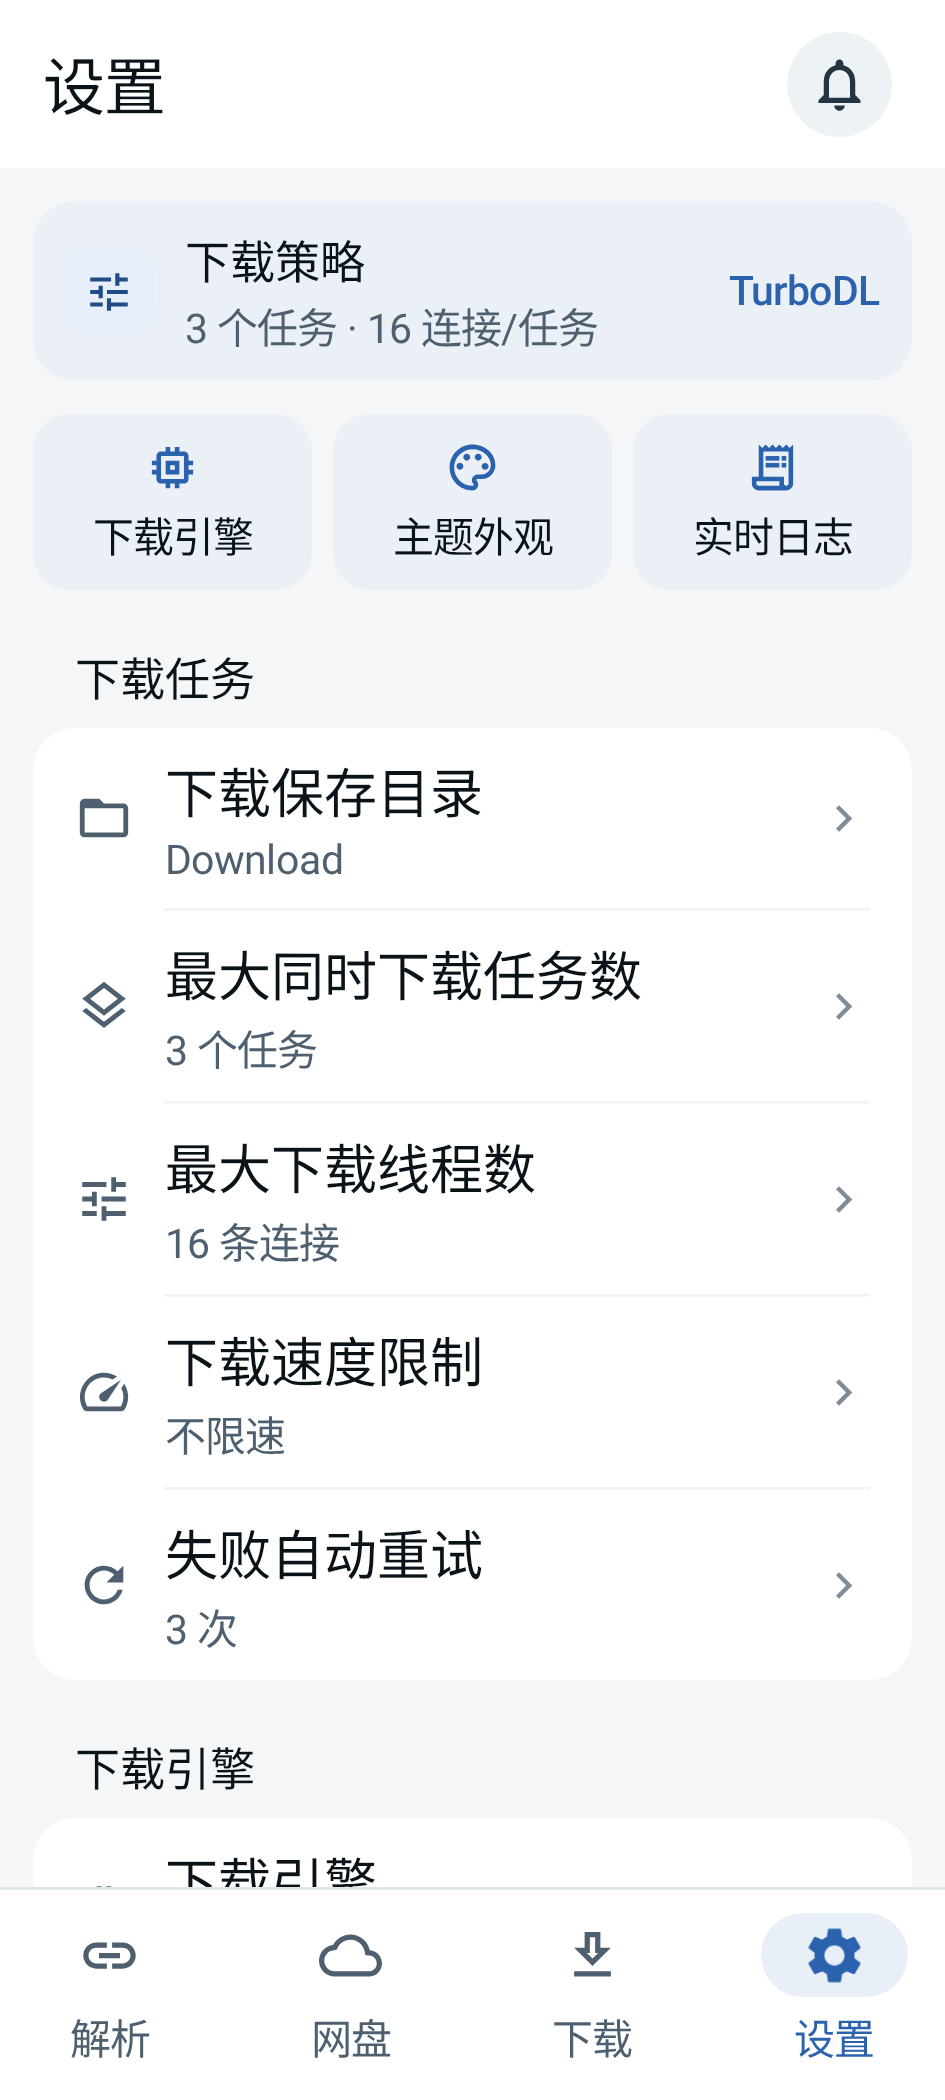 设置
下载策略
3 个任务 · 16 连接/任务
TurboDL
下载引擎
主题外观
实时日志
下载任务
下载保存目录
Download
最大同时下载任务数
3 个任务
最大下载线程数
16 条连接
下载速度限制
不限速
失败自动重试
3 次
下载引擎
下载引擎
解析
网盘
下载
设置